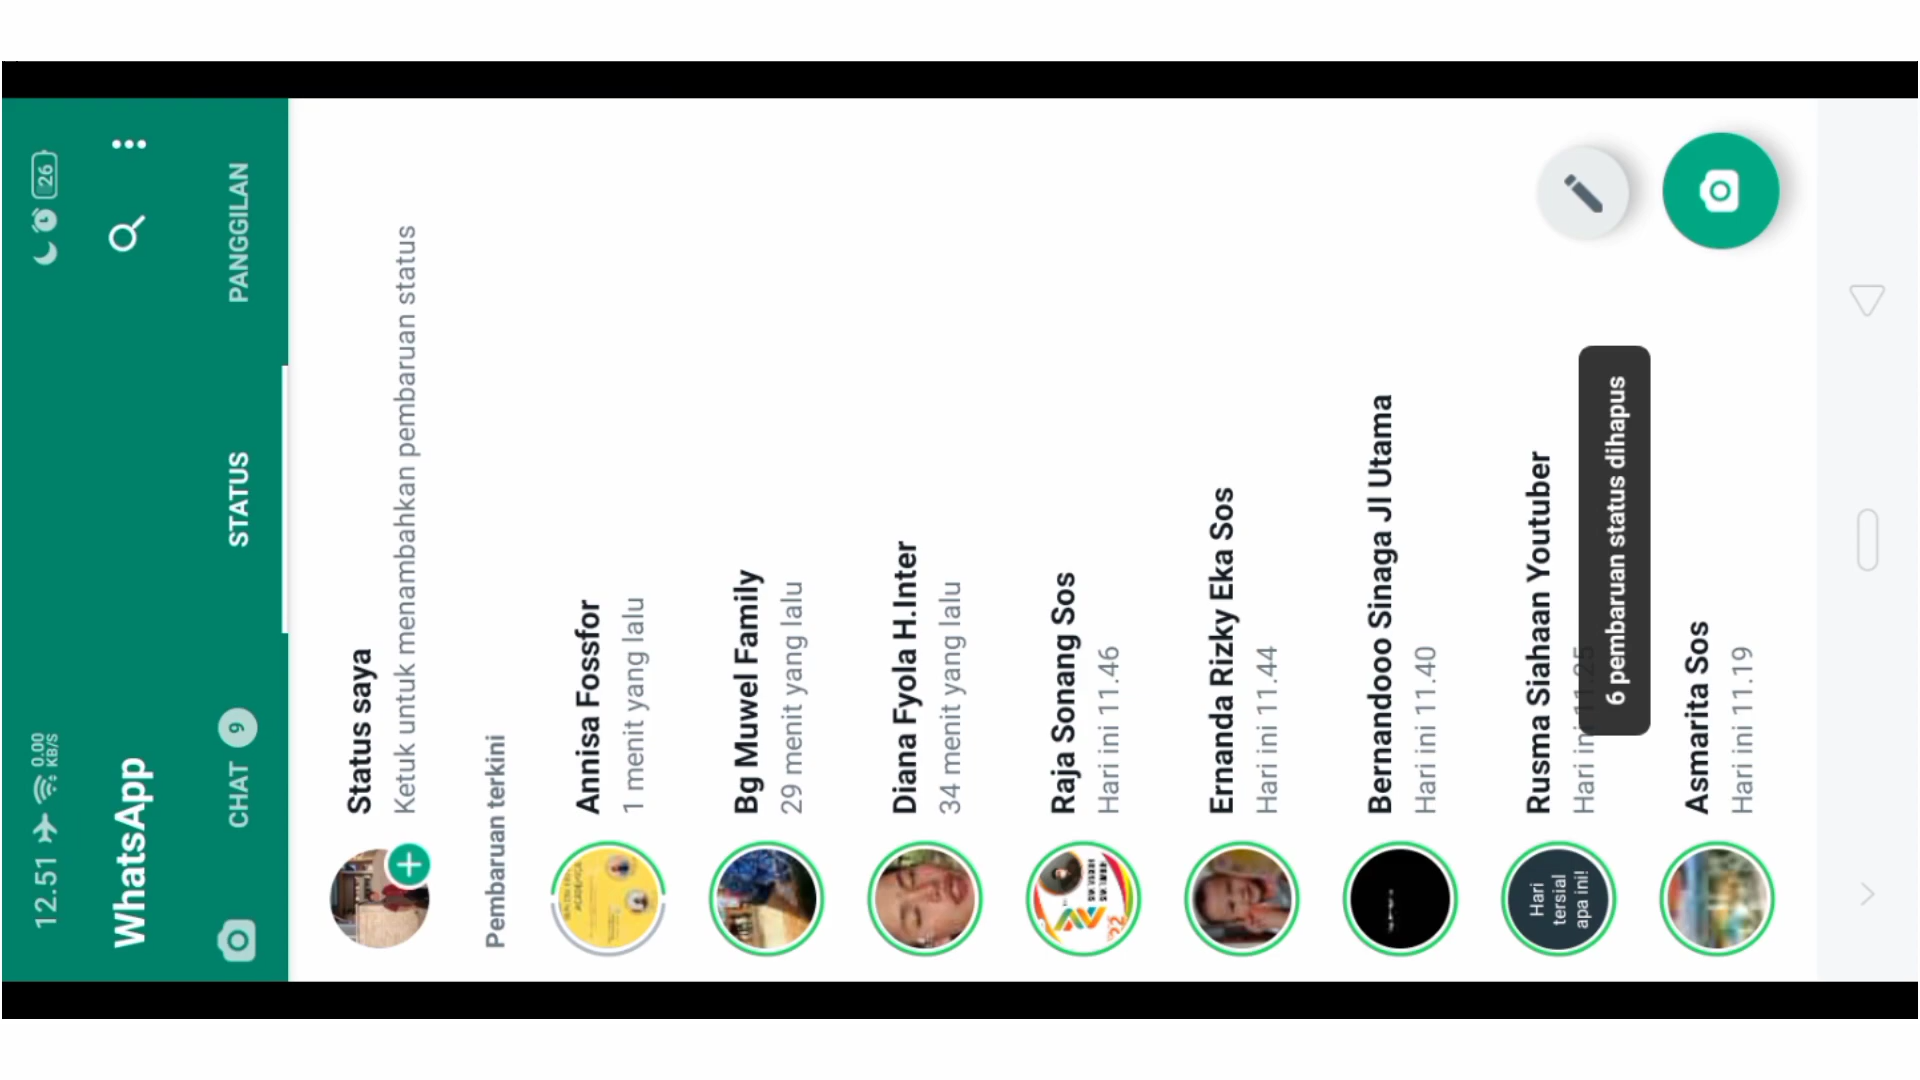 12.51 0.00 KB/S 26
WhatsApp
CHAT 9 STATUS PANGGILAN
Status saya
Ketuk untuk menambahkan pembaruan status
Pembaruan terkini
Annisa Fossfor
1 menit yang lalu
Bg Muwel Family
29 menit yang lalu
Diana Fyola H.Inter
34 menit yang lalu
Raja Sonang Sos
Hari ini 11.46
Ernanda Rizky Eka Sos
Hari ini 11.44
Bernandooo Sinaga Jl Utama
Hari ini 11.40
Hari
tersial
apa ini!
Rusma Siahaan Youtuber
Hari ini 11.25
6 pembaruan status dihapus
Asmarita Sos
Hari ini 11.19